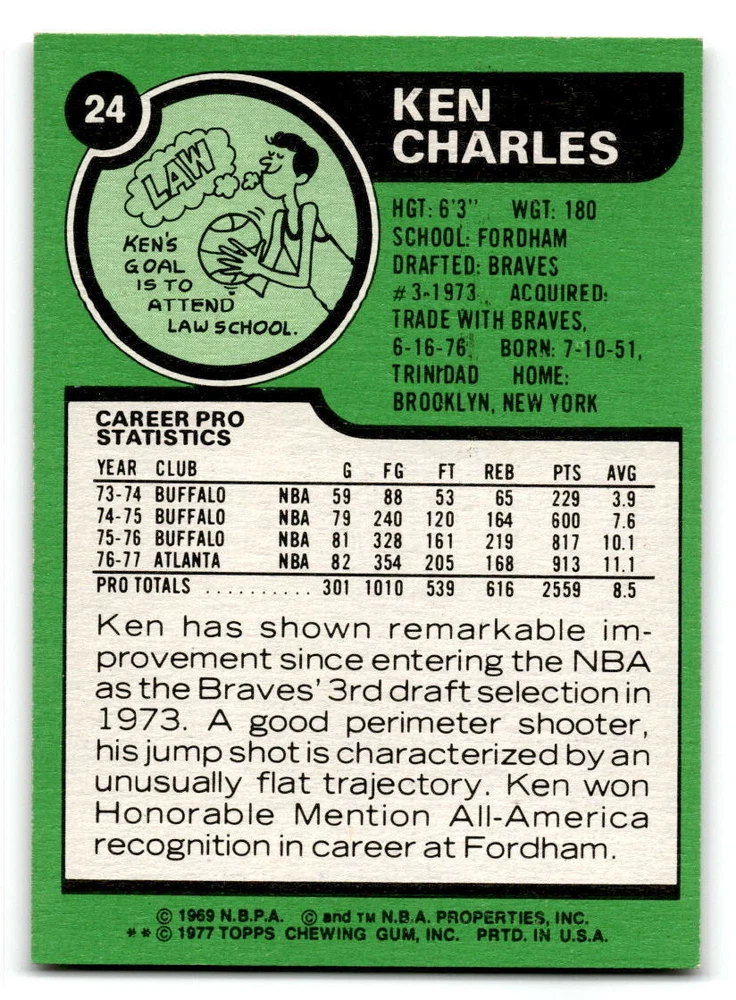 24
KEN
CHARLES
LAW
KEN'S
GOAL
IS TO
ATTEND
LAW SCHOOL.
HGT: 6'3" WGT: 180
SCHOOL: FORDHAM
DRAFTED: BRAVES
#3-1973 ACQUIRED:
TRADE WITH BRAVES,
6-16-76 BORN: 7-10-51,
TRINIDAD HOME:
BROOKLYN, NEW YORK
CAREER PRO
STATISTICS
YEAR CLUB G FG FT REB PTS AVG
73-74 BUFFALO NBA 59 88 53 65 229 3.9
74-75 BUFFALO NBA 79 240 120 164 600 7.6
75-76 BUFFALO NBA 81 328 161 219 817 10.1
76-77 ATLANTA NBA 82 354 205 168 913 11.1
PRO TOTALS .......... 301 1010 539 616 2559 8.5
Ken has shown remarkable im-
provement since entering the NBA
as the Braves' 3rd draft selection in
1973. A good perimeter shooter,
his jump shot is characterized by an
unusually flat trajectory. Ken won
Honorable Mention All-America
recognition in career at Fordham.
© 1969 N.B.P.A. © and TM N.B.A. PROPERTIES, INC.
** © 1977 TOPPS CHEWING GUM, INC. PRTD. IN U.S.A.